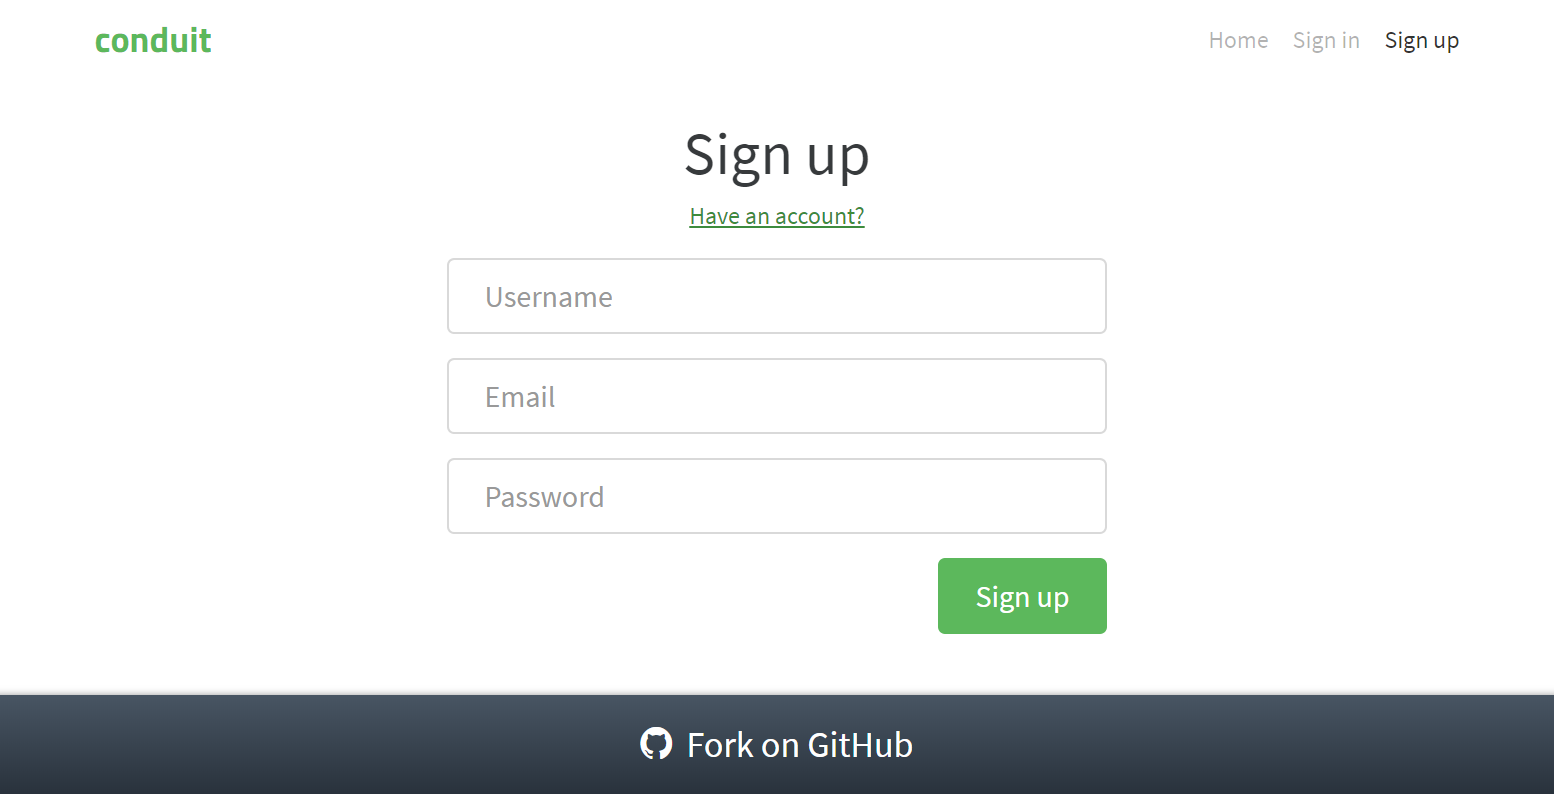 conduit
Home Sign in Sign up
Sign up
Have an account?
Username
Email
Password
Sign up
Fork on GitHub